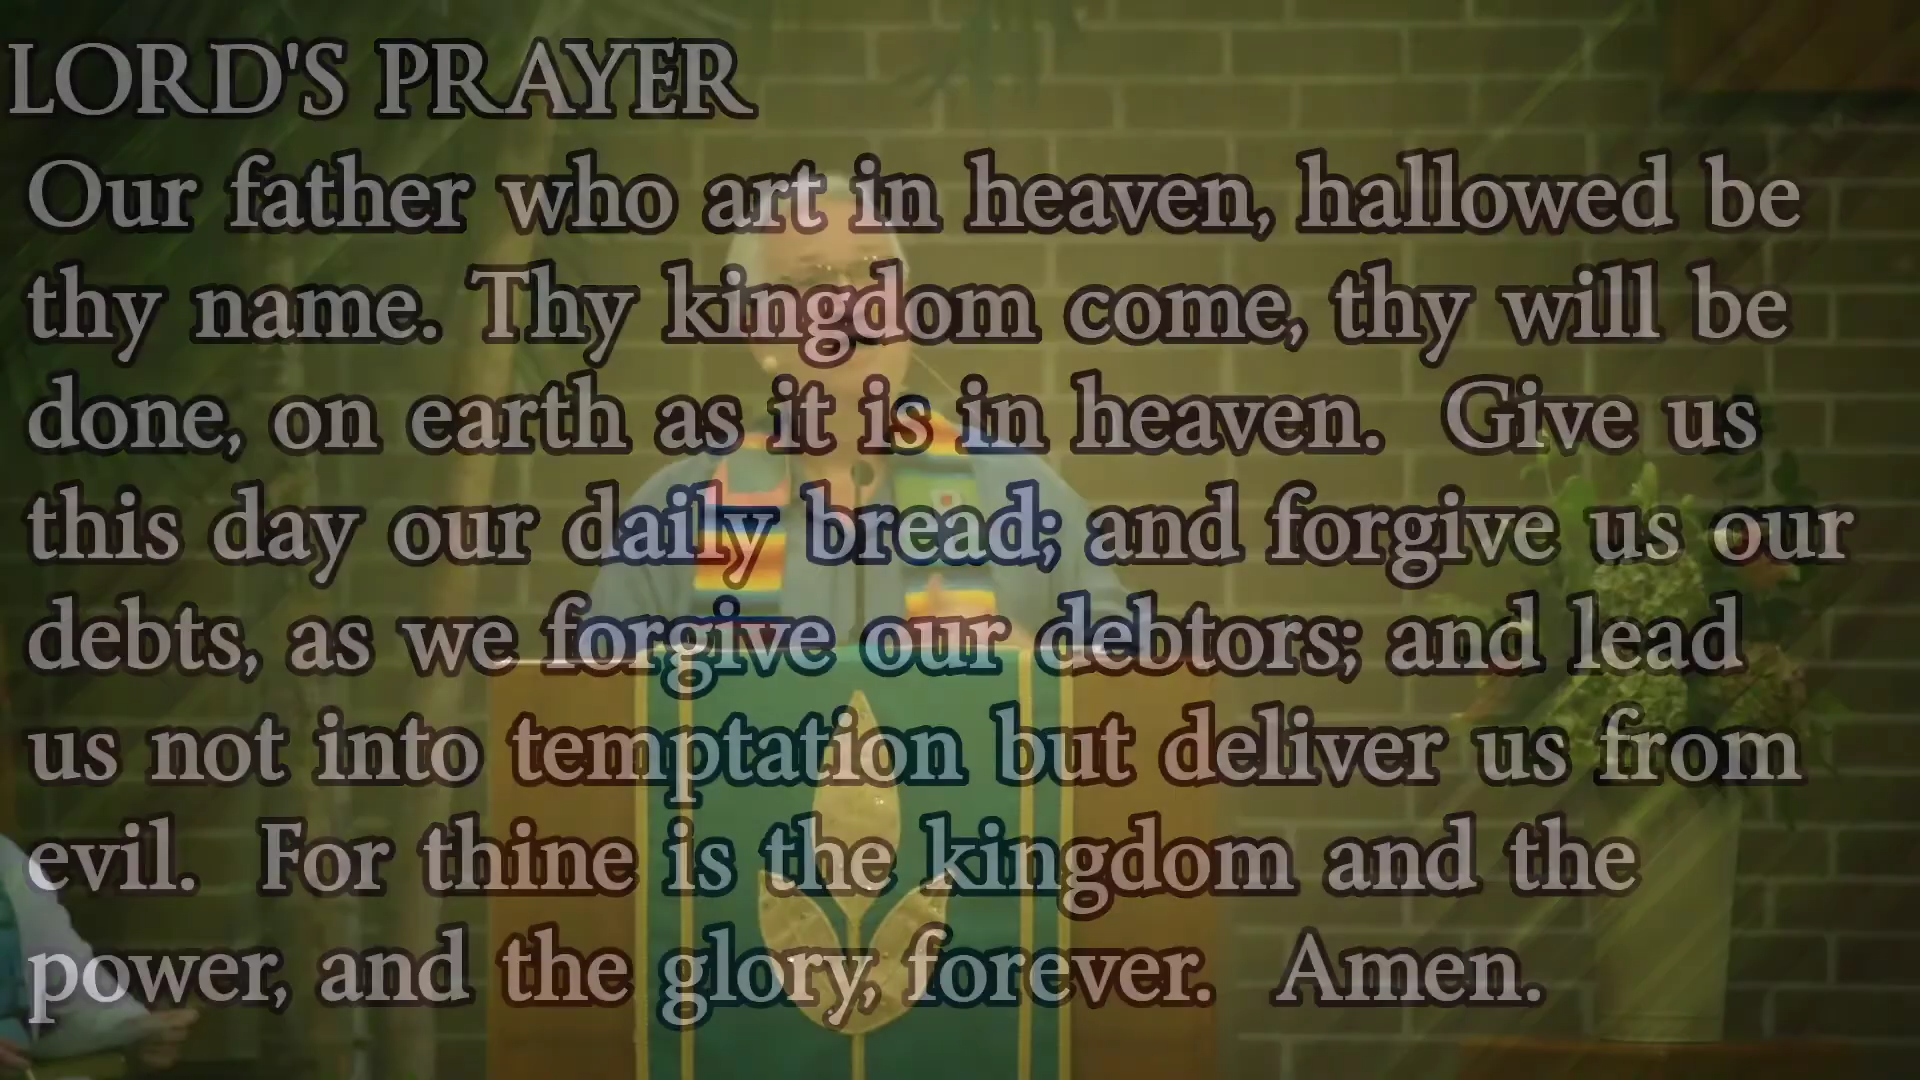 LORD'S PRAYER
Our father who art in heaven, hallowed be
thy name. Thy kingdom come, thy will be
done, on earth as it is in heaven. Give us
this day our daily bread; and forgive us our
debts, as we forgive our debtors; and lead
us not into temptation but deliver us from
evil. For thine is the kingdom and the
power, and the glory, forever. Amen.